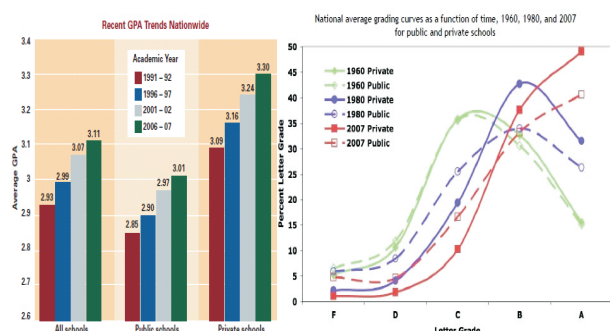 Recent GPA Trends Nationwide
3.4
3.3
3.2
3.1
3
2.9
2.8
2.7
2.6
Average GPA
Academic Year
1991 – 92
1996 – 97
2001 – 02
2006 – 07
2.93
2.99
3.07
3.11
2.85
2.90
2.97
3.01
3.09
3.16
3.24
3.30
All schools
Public schools
Private schools
National average grading curves as a function of time, 1960, 1980, and 2007
for public and private schools
50
45
40
35
30
25
20
15
10
5
0
Percent Letter Grade
1960 Private
1960 Public
1980 Private
1980 Public
2007 Private
2007 Public
F
D
C
B
A
Letter Grade